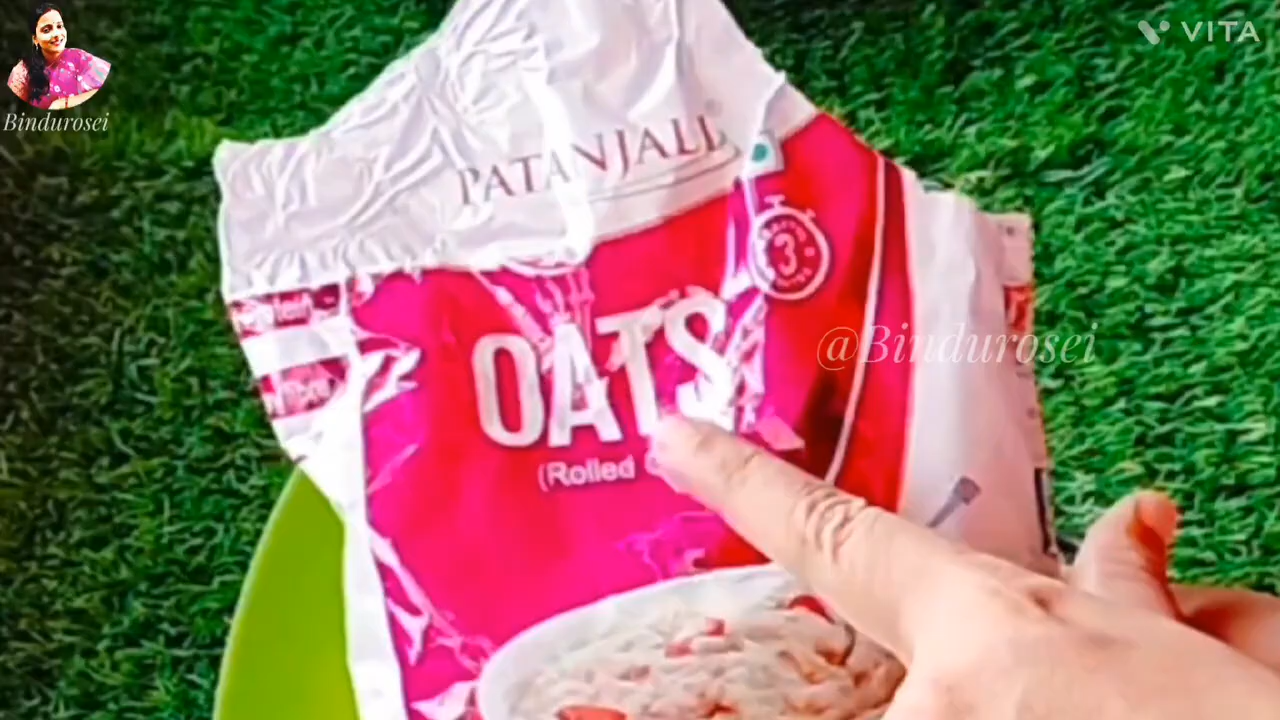 VITA
Bindurosei
PATANJALI
3
OATS
(Rolled
@Bindurosei